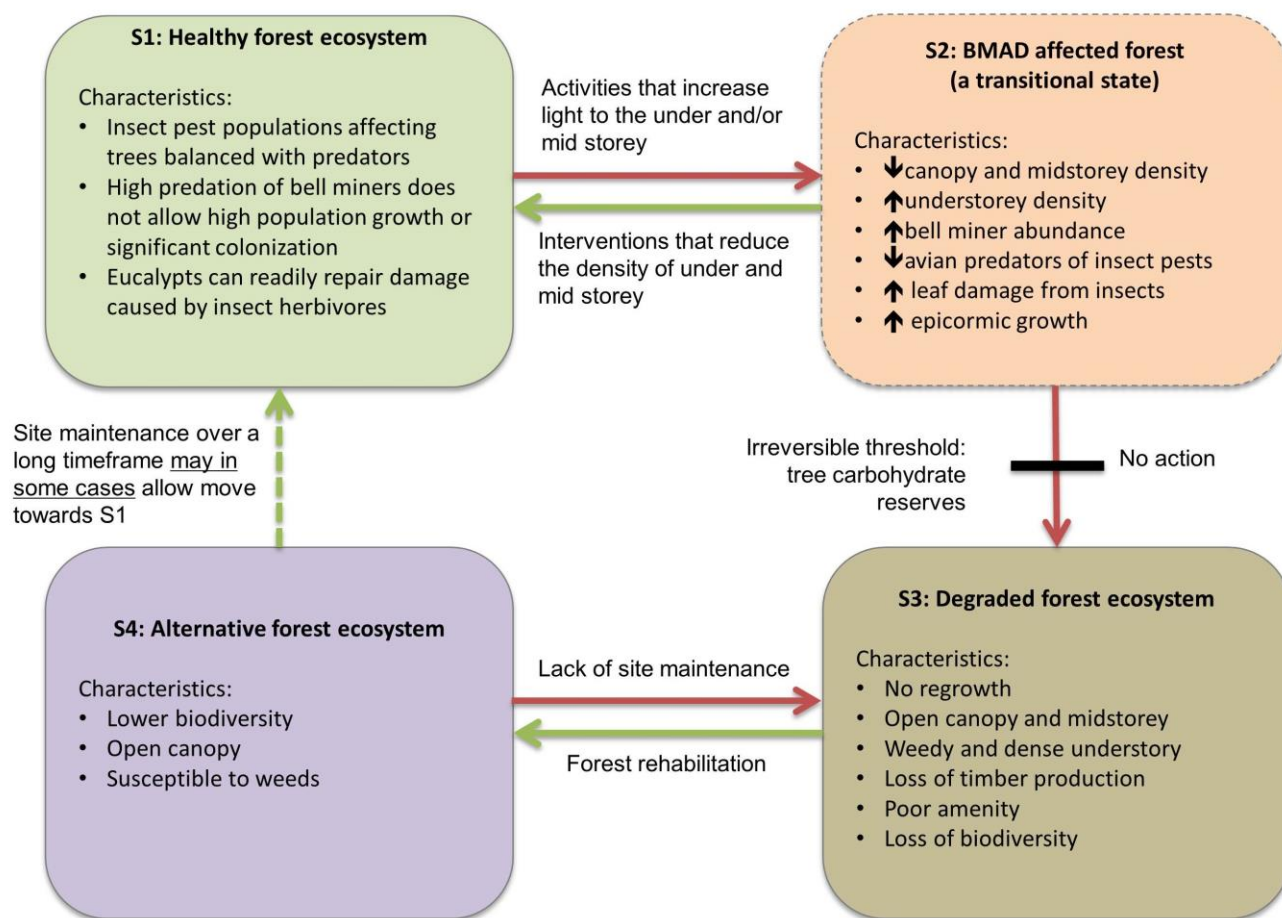 S1: Healthy forest ecosystem
Characteristics:
• Insect pest populations affecting
trees balanced with predators
• High predation of bell miners does
not allow high population growth or
significant colonization
• Eucalypts can readily repair damage
caused by insect herbivores
Activities that increase
light to the under and/or
mid storey
Interventions that reduce
the density of under and
mid storey
S2: BMAD affected forest
(a transitional state)
Characteristics:
• ↓canopy and midstorey density
• ↑understorey density
• ↑bell miner abundance
• ↓avian predators of insect pests
• ↑ leaf damage from insects
• ↑ epicormic growth
Site maintenance over a
long timeframe may in
some cases allow move
towards S1
Irreversible threshold:
tree carbohydrate
reserves
No action
S4: Alternative forest ecosystem
Characteristics:
• Lower biodiversity
• Open canopy
• Susceptible to weeds
Lack of site maintenance
Forest rehabilitation
S3: Degraded forest ecosystem
Characteristics:
• No regrowth
• Open canopy and midstorey
• Weedy and dense understory
• Loss of timber production
• Poor amenity
• Loss of biodiversity